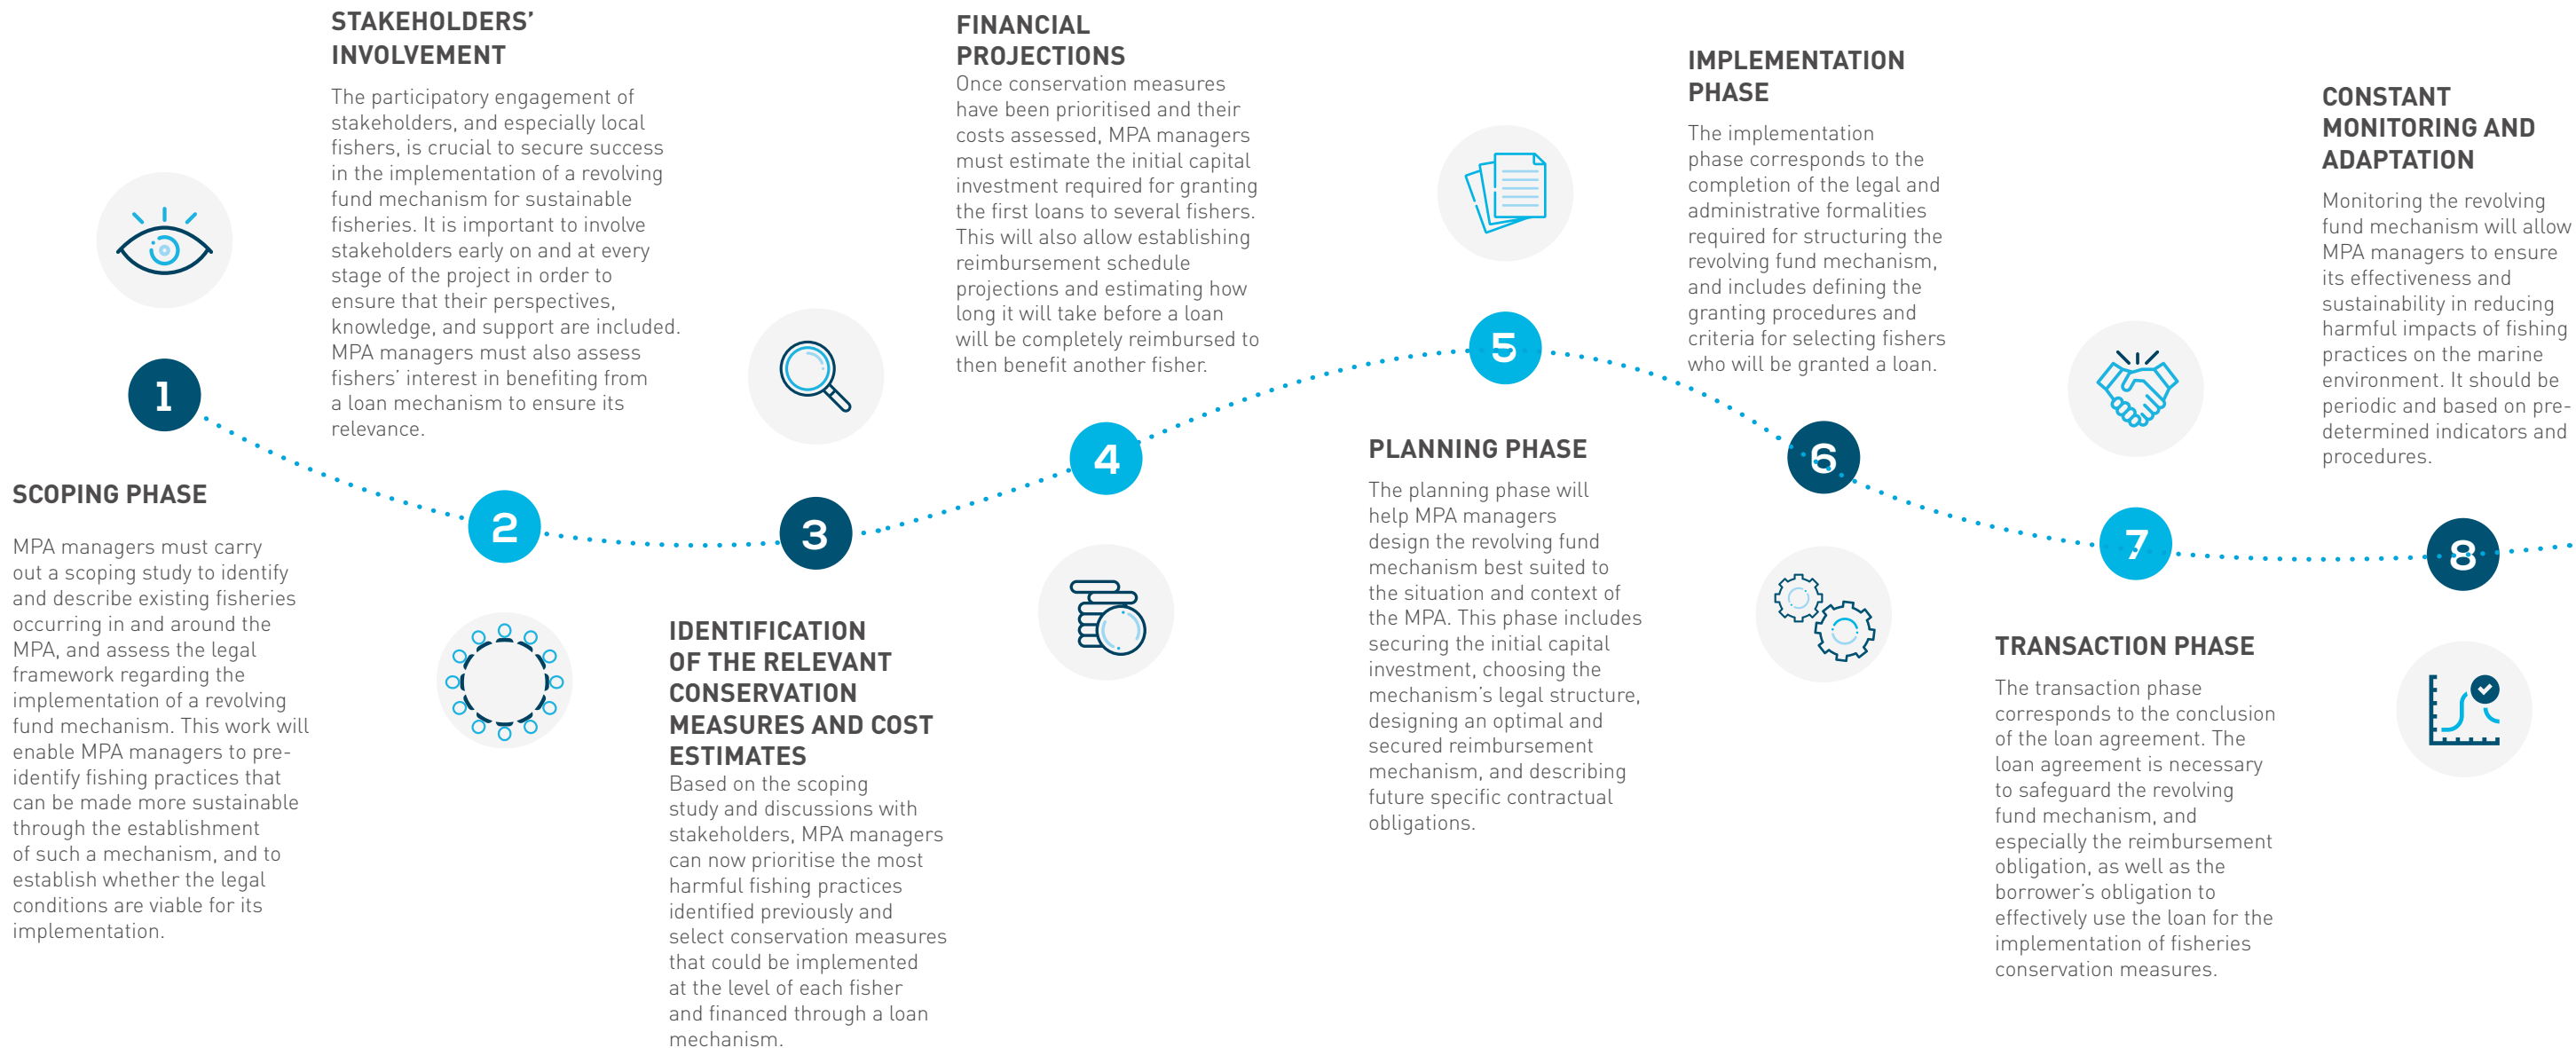 1
SCOPING PHASE
MPA managers must carry
out a scoping study to identify
and describe existing fisheries
occurring in and around the
MPA, and assess the legal
framework regarding the
implementation of a revolving
fund mechanism. This work will
enable MPA managers to pre-
identify fishing practices that
can be made more sustainable
through the establishment
of such a mechanism, and to
establish whether the legal
conditions are viable for its
implementation.
STAKEHOLDERS'
INVOLVEMENT
The participatory engagement of
stakeholders, and especially local
fishers, is crucial to secure success
in the implementation of a revolving
fund mechanism for sustainable
fisheries. It is important to involve
stakeholders early on and at every
stage of the project in order to
ensure that their perspectives,
knowledge, and support are included.
MPA managers must also assess
fishers' interest in benefiting from
a loan mechanism to ensure its
relevance.
2
3
IDENTIFICATION
OF THE RELEVANT
CONSERVATION
MEASURES AND COST
ESTIMATES
Based on the scoping
study and discussions with
stakeholders, MPA managers
can now prioritise the most
harmful fishing practices
identified previously and
select conservation measures
that could be implemented
at the level of each fisher
and financed through a loan
mechanism.
FINANCIAL
PROJECTIONS
Once conservation measures
have been prioritised and their
costs assessed, MPA managers
must estimate the initial capital
investment required for granting
the first loans to several fishers.
This will also allow establishing
reimbursement schedule
projections and estimating how
long it will take before a loan
will be completely reimbursed to
then benefit another fisher.
4
5
PLANNING PHASE
The planning phase will
help MPA managers
design the revolving fund
mechanism best suited to
the situation and context of
the MPA. This phase includes
securing the initial capital
investment, choosing the
mechanism's legal structure,
designing an optimal and
secured reimbursement
mechanism, and describing
future specific contractual
obligations.
IMPLEMENTATION
PHASE
The implementation
phase corresponds to the
completion of the legal and
administrative formalities
required for structuring the
revolving fund mechanism,
and includes defining the
granting procedures and
criteria for selecting fishers
who will be granted a loan.
6
7
TRANSACTION PHASE
The transaction phase
corresponds to the conclusion
of the loan agreement. The
loan agreement is necessary
to safeguard the revolving
fund mechanism, and
especially the reimbursement
obligation, as well as the
borrower's obligation to
effectively use the loan for the
implementation of fisheries
conservation measures.
CONSTANT
MONITORING AND
ADAPTATION
Monitoring the revolving
fund mechanism will allow
MPA managers to ensure
its effectiveness and
sustainability in reducing
harmful impacts of fishing
practices on the marine
environment. It should be
periodic and based on pre-
determined indicators and
procedures.
8